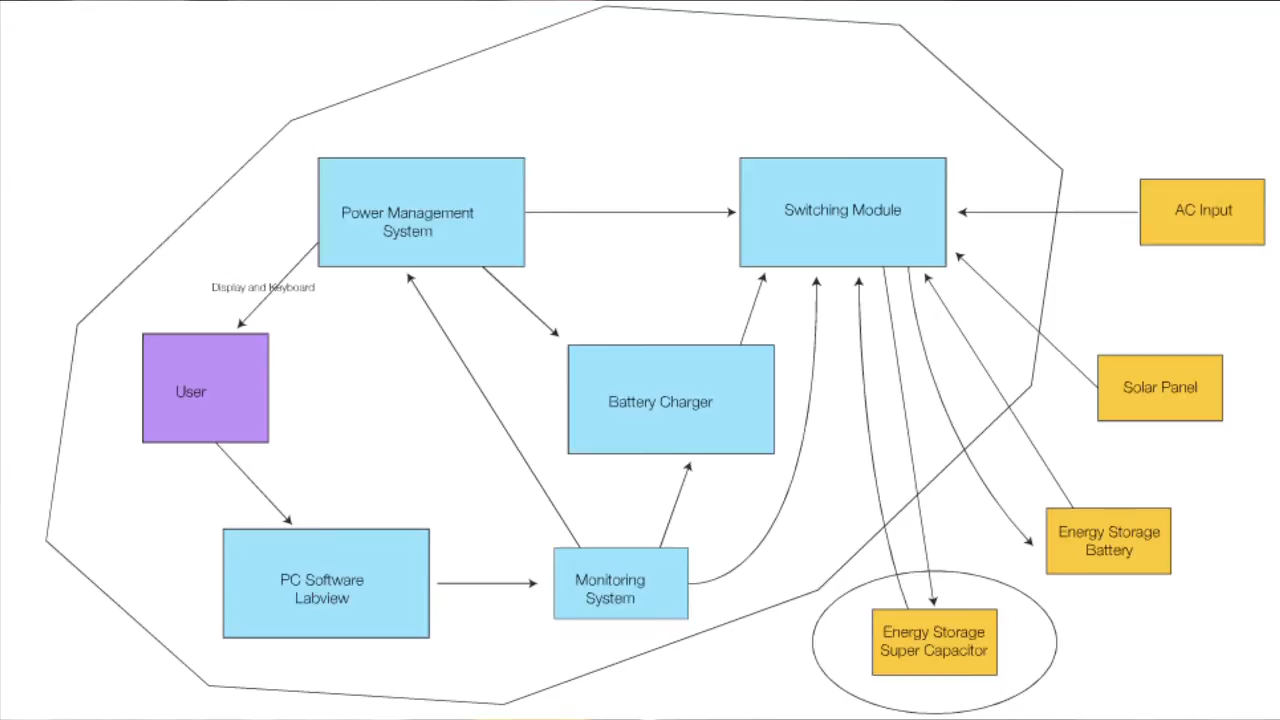 Power Management
System
Switching Module
AC Input
Display and Keyboard
User
Battery Charger
Solar Panel
Energy Storage
Battery
PC Software
Labview
Monitoring
System
Energy Storage
Super Capacitor